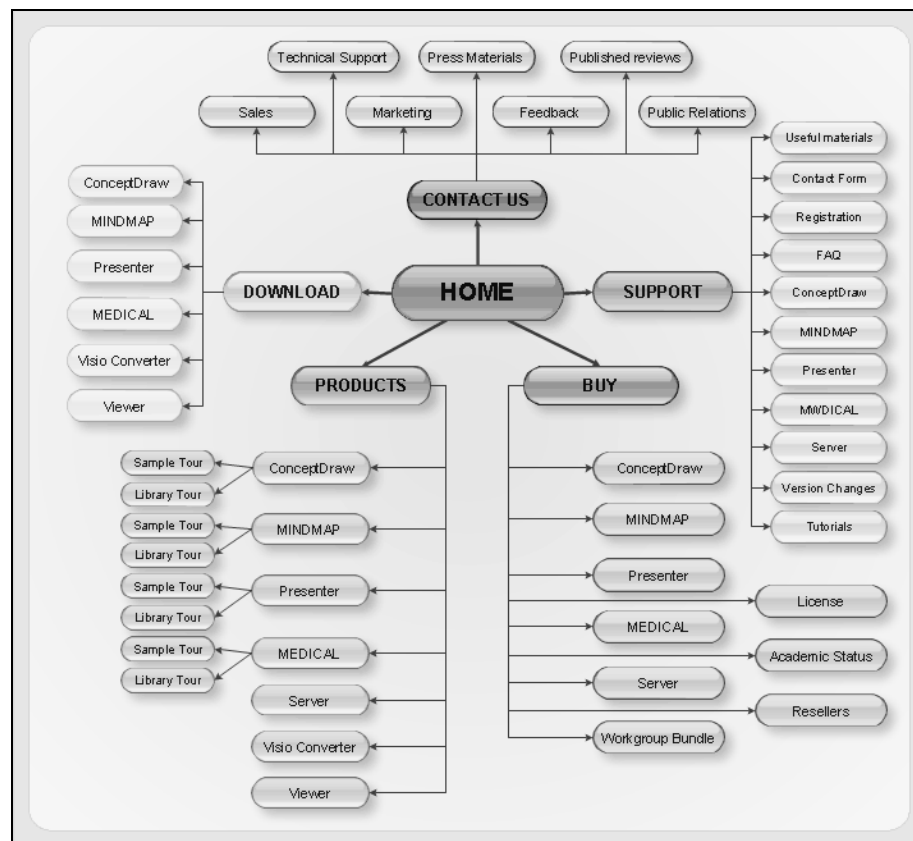 Technical Support
Press Materials
Published reviews
Sales
Marketing
Feedback
Public Relations
CONTACT US
HOME
DOWNLOAD
ConceptDraw
MINDMAP
Presenter
MEDICAL
Visio Converter
Viewer
SUPPORT
Useful materials
Contact Form
Registration
FAQ
ConceptDraw
MINDMAP
Presenter
MWDICAL
Server
Version Changes
Tutorials
PRODUCTS
ConceptDraw
Sample Tour
Library Tour
MINDMAP
Sample Tour
Library Tour
Presenter
Sample Tour
Library Tour
MEDICAL
Sample Tour
Library Tour
Server
Visio Converter
Viewer
BUY
ConceptDraw
MINDMAP
Presenter
License
MEDICAL
Academic Status
Server
Resellers
Workgroup Bundle